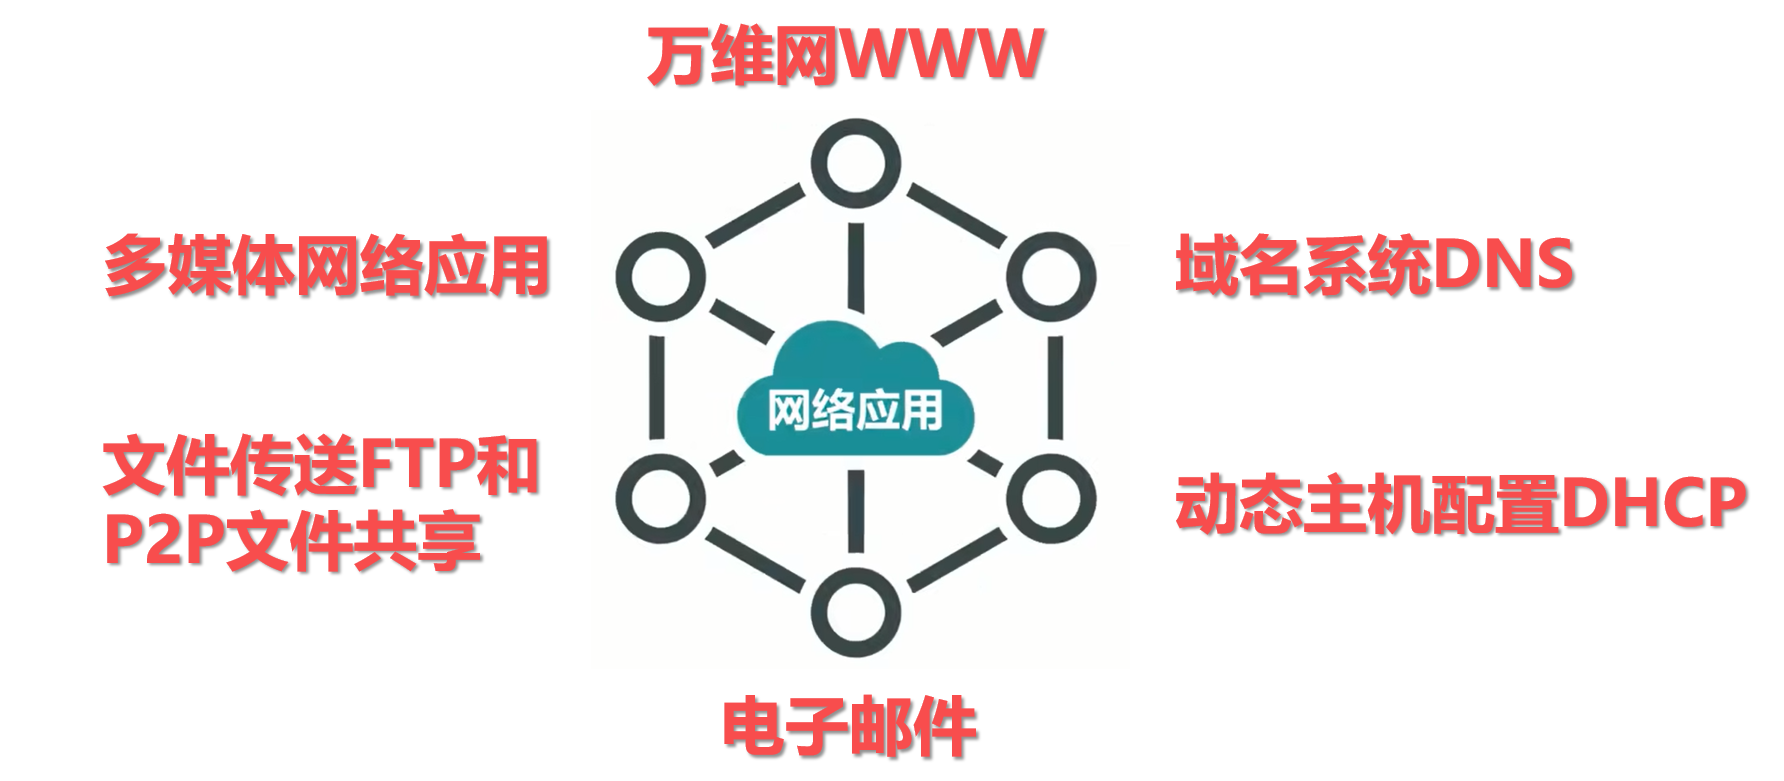 万维网WWW
多媒体网络应用
域名系统DNS
网络应用
文件传送FTP和
P2P文件共享
动态主机配置DHCP
电子邮件